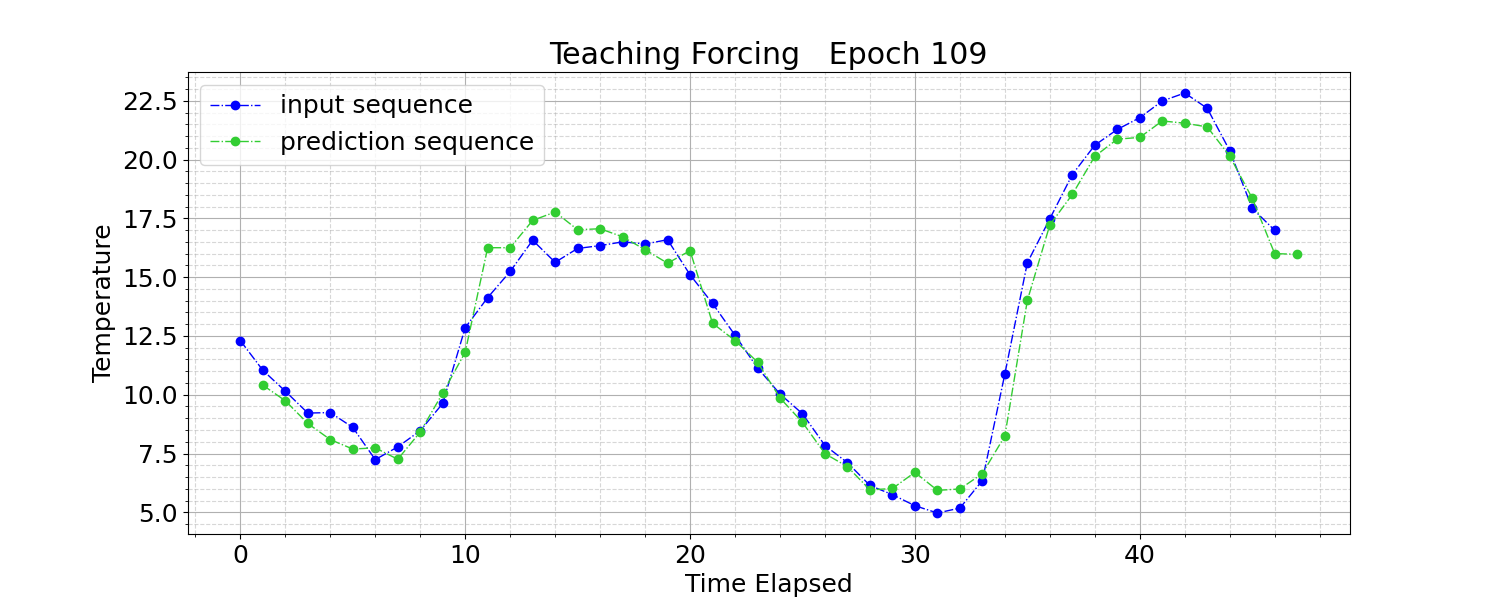 Teaching Forcing   Epoch 109
input sequence
prediction sequence
22.5
20.0
17.5
15.0
12.5
10.0
7.5
5.0
Temperature
0 10 20 30 40
Time Elapsed